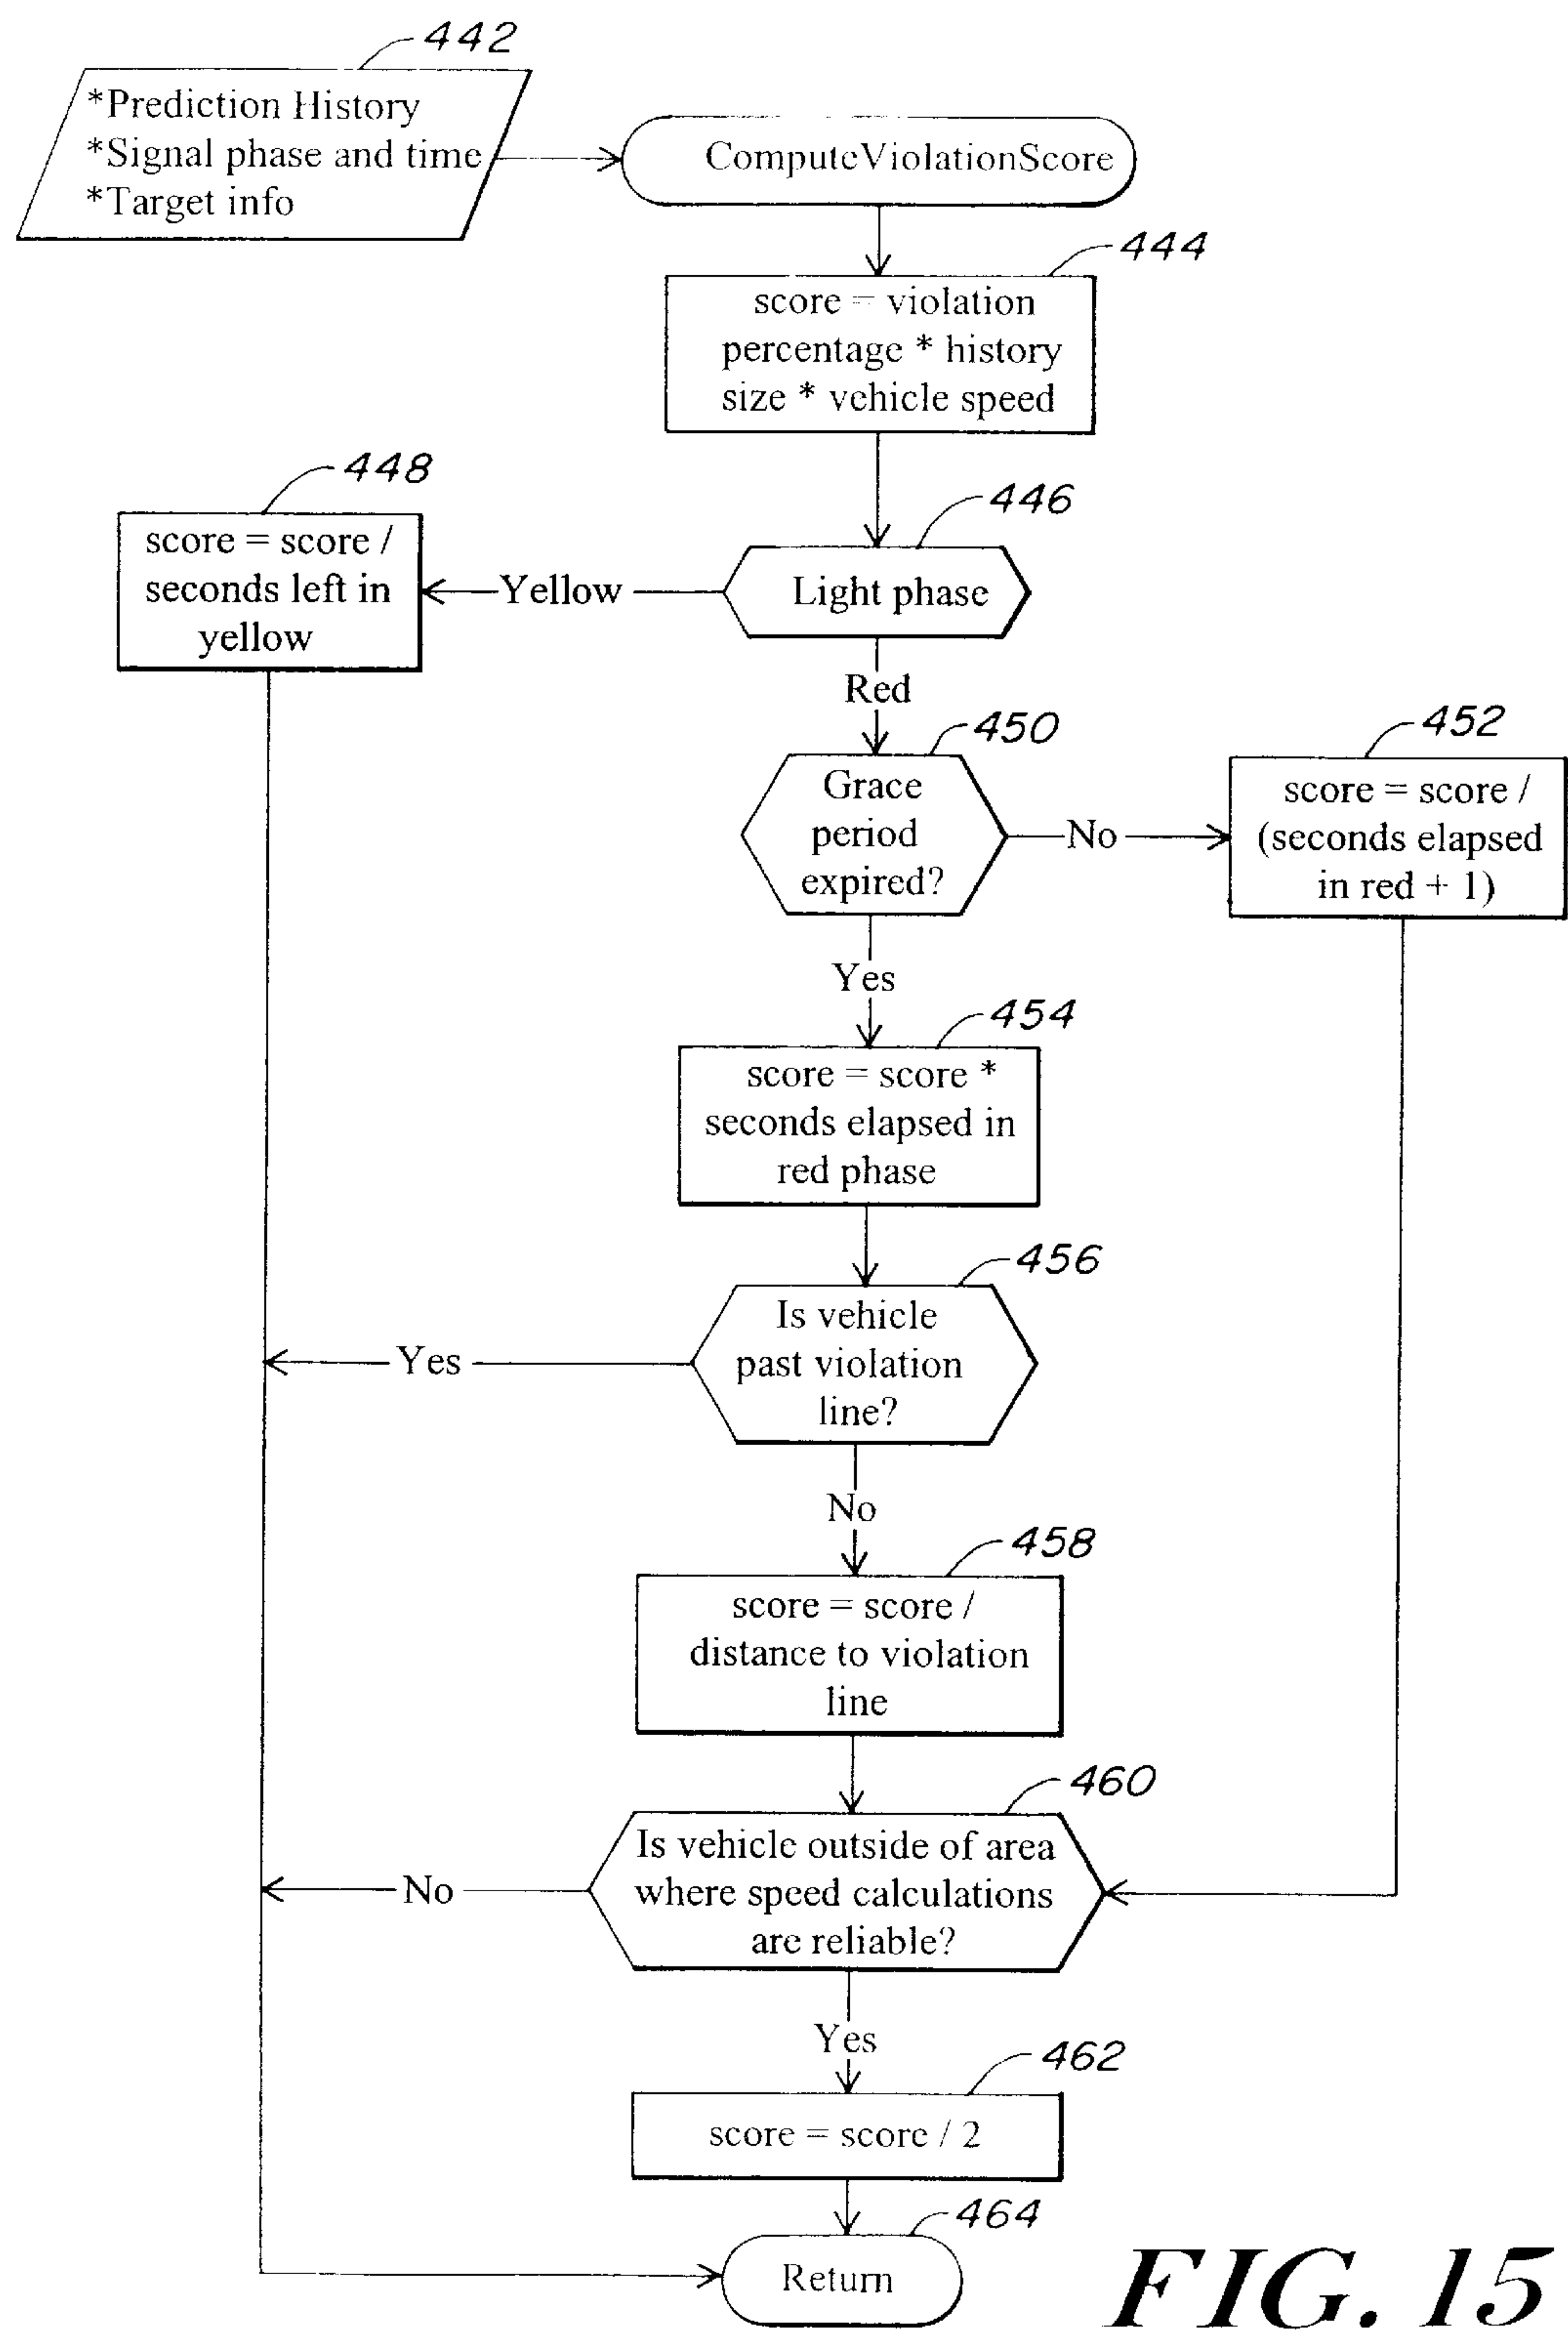 442
*Prediction History
*Signal phase and time
*Target info
ComputeViolationScore
444
score = violation
percentage * history
size * vehicle speed
446
Light phase
Yellow
448
score = score /
seconds left in
yellow
Red
450
Grace
period
expired?
No
452
score = score /
(seconds elapsed
in red + 1)
Yes
454
score = score *
seconds elapsed in
red phase
456
Is vehicle
past violation
line?
Yes
No
458
score = score /
distance to violation
line
460
Is vehicle outside of area
where speed calculations
are reliable?
No
Yes
462
score = score / 2
464
Return
FIG. 15